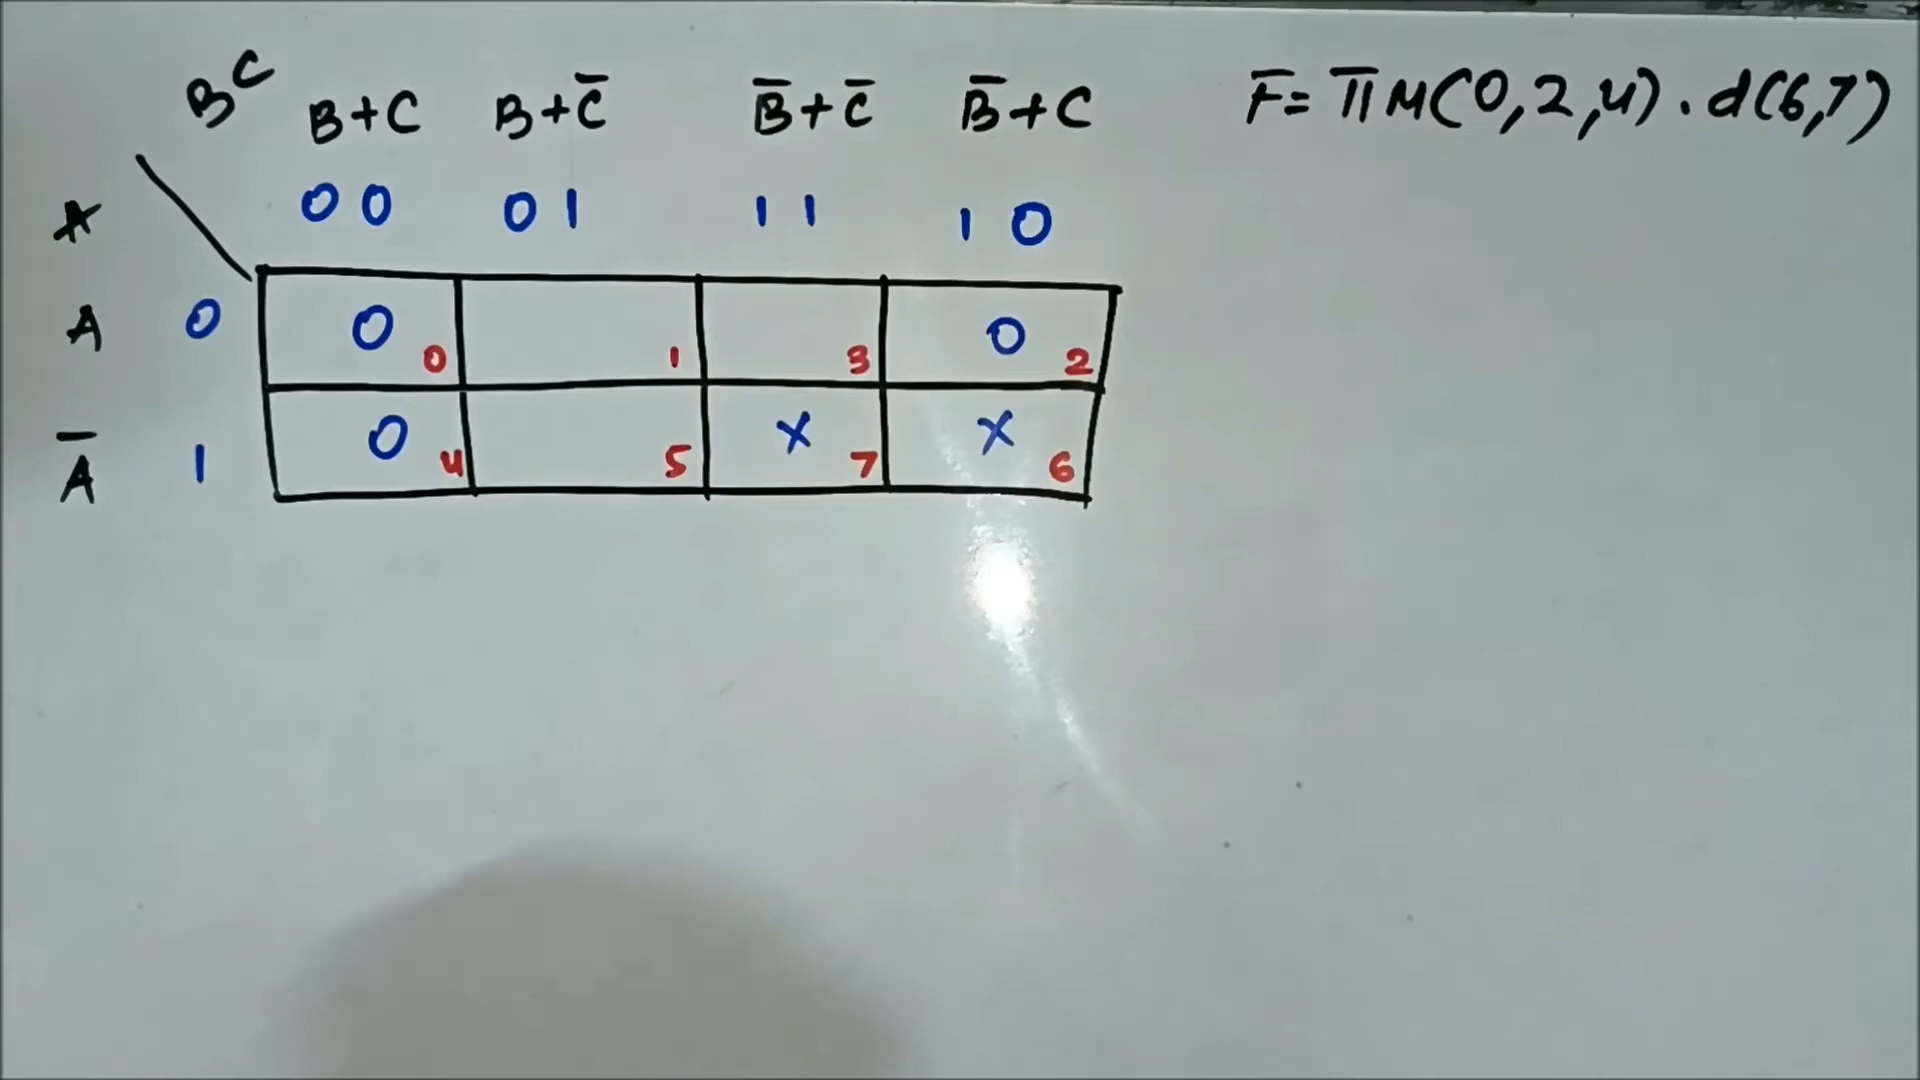 BC B+C B+C̅ B̅+C̅ B̅+C F̅= πM(0,2,4).d(6,7)
A 00 01 11 10
A 0 0 0 1 3 0 2
A̅ 1 0 4 5 x 7 x 6